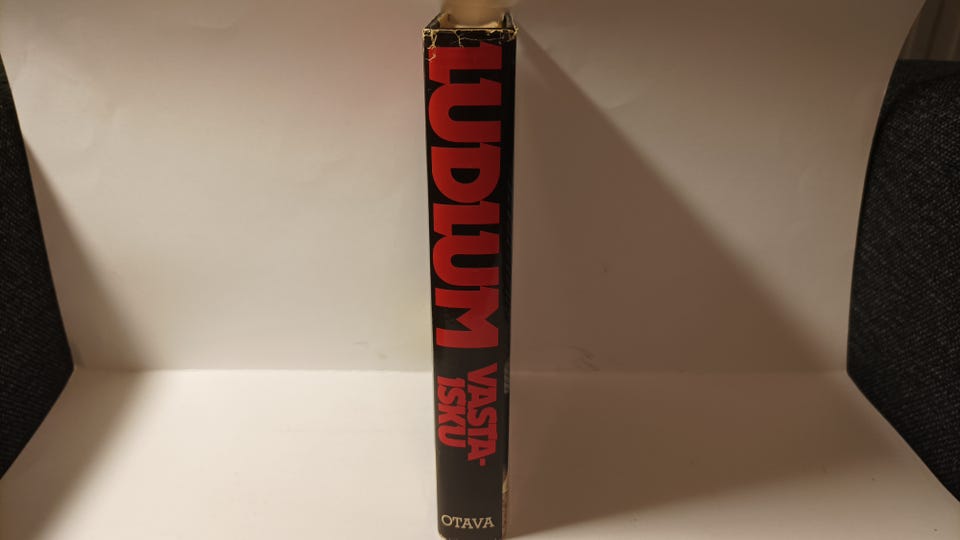 LUDLUM
VASTA-
ISKU
OTAVA